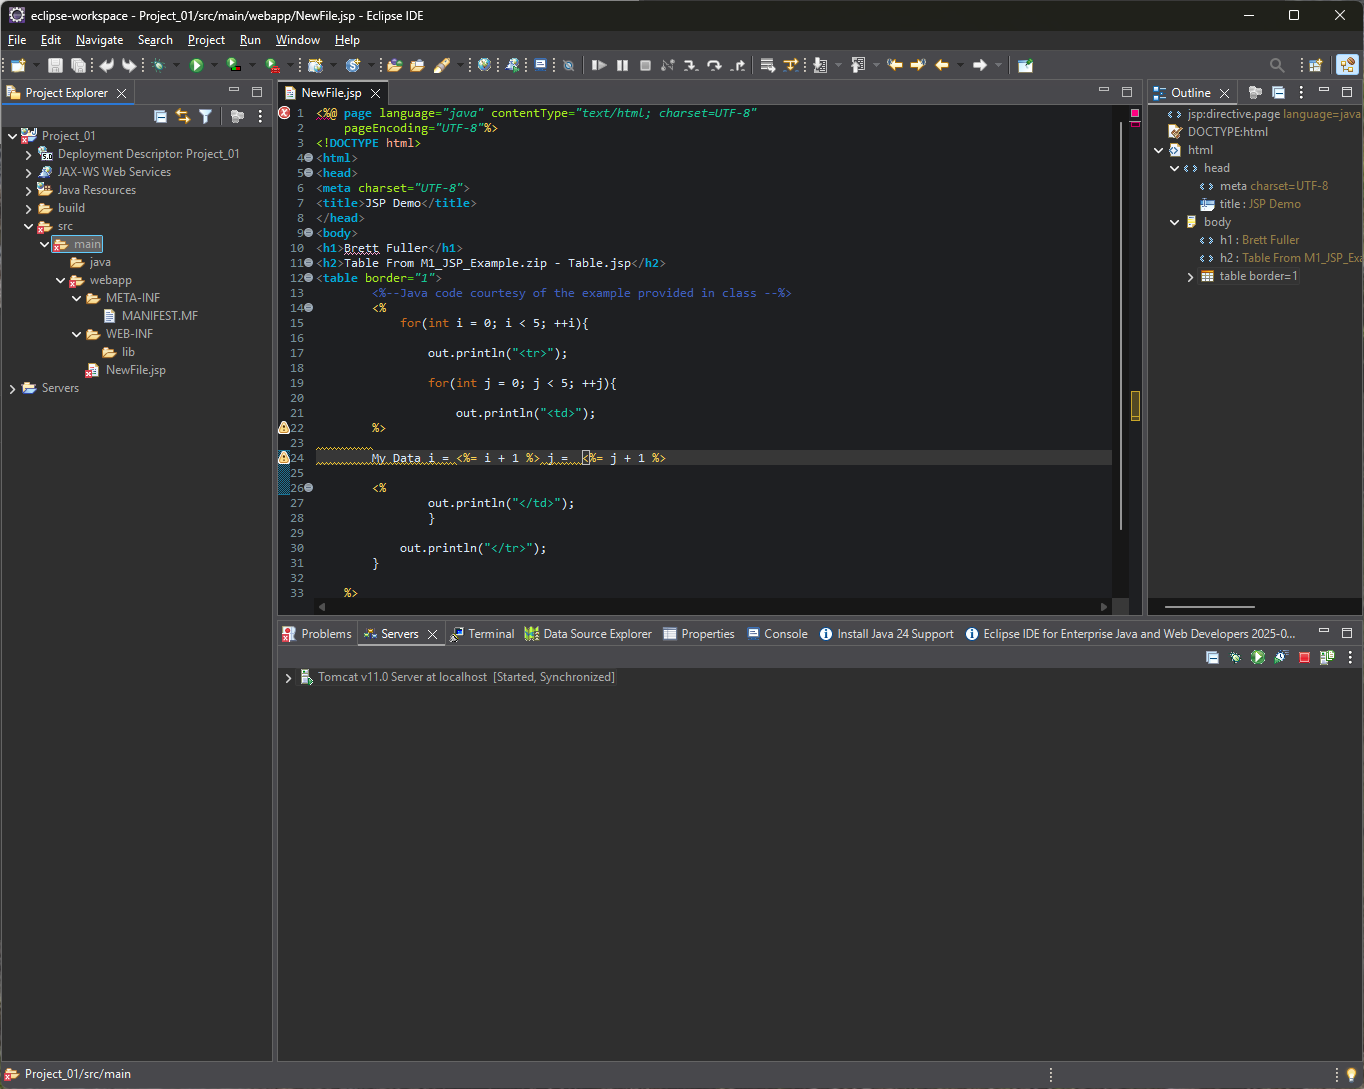 eclipse-workspace - Project_01/src/main/webapp/NewFile.jsp - Eclipse IDE
File Edit Navigate Search Project Run Window Help
Project Explorer
Project_01
Deployment Descriptor: Project_01
JAX-WS Web Services
Java Resources
build
src
main
java
webapp
META-INF
MANIFEST.MF
WEB-INF
lib
NewFile.jsp
Servers
NewFile.jsp
1 <%@ page language="java" contentType="text/html; charset=UTF-8"
2 pageEncoding="UTF-8"%>
3 <!DOCTYPE html>
4 <html>
5 <head>
6 <meta charset="UTF-8">
7 <title>JSP Demo</title>
8 </head>
9 <body>
10 <h1>Brett Fuller</h1>
11 <h2>Table From M1_JSP_Example.zip - Table.jsp</h2>
12 <table border="1">
13 <%--Java code courtesy of the example provided in class --%>
14 <%
15 for(int i = 0; i < 5; ++i){
16
17 out.println("<tr>");
18
19 for(int j = 0; j < 5; ++j){
20
21 out.println("<td>");
22 %>
23
24 My Data i = <%= i + 1 %> j = <%= j + 1 %>
25
26 <%
27 out.println("</td>");
28 }
29
30 out.println("</tr>");
31 }
32
33 %>
Outline
jsp:directive.page language=java
DOCTYPE:html
html
head
meta charset=UTF-8
title : JSP Demo
body
h1 : Brett Fuller
h2 : Table From M1_JSP_Exa
table border=1
Problems Servers Terminal Data Source Explorer Properties Console Install Java 24 Support Eclipse IDE for Enterprise Java and Web Developers 2025-0...
Tomcat v11.0 Server at localhost [Started, Synchronized]
Project_01/src/main